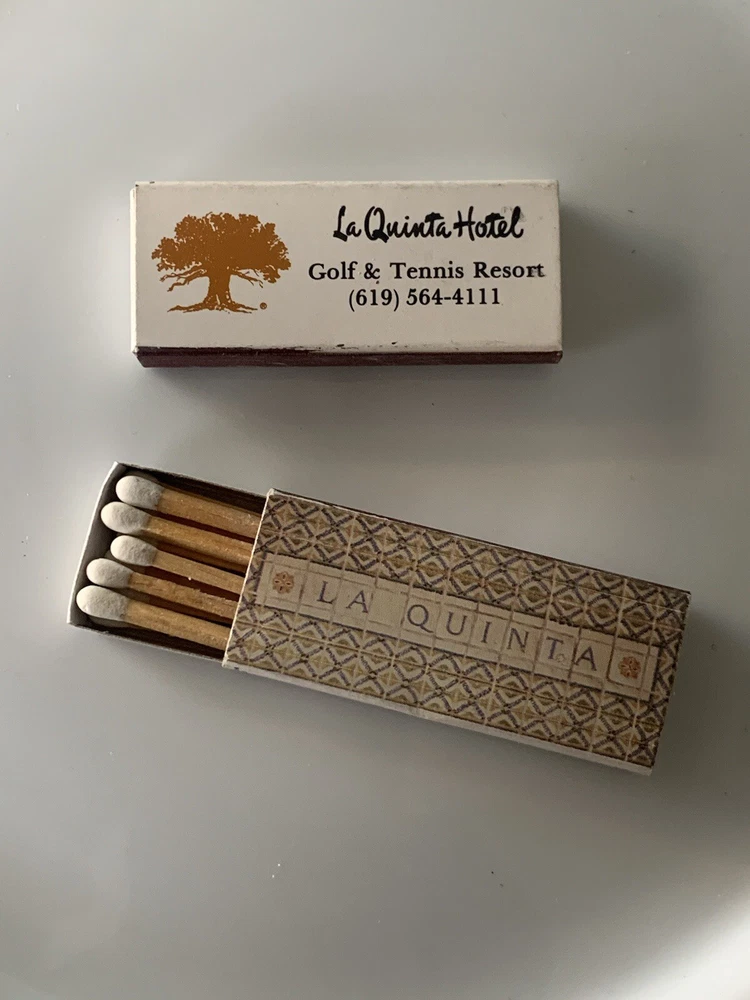 La Quinta Hotel
Golf & Tennis Resort
(619) 564-4111
®
LA QUINTA